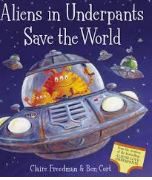 Aliens in Underpants
Save the World
Claire Freedman & Ben Cort